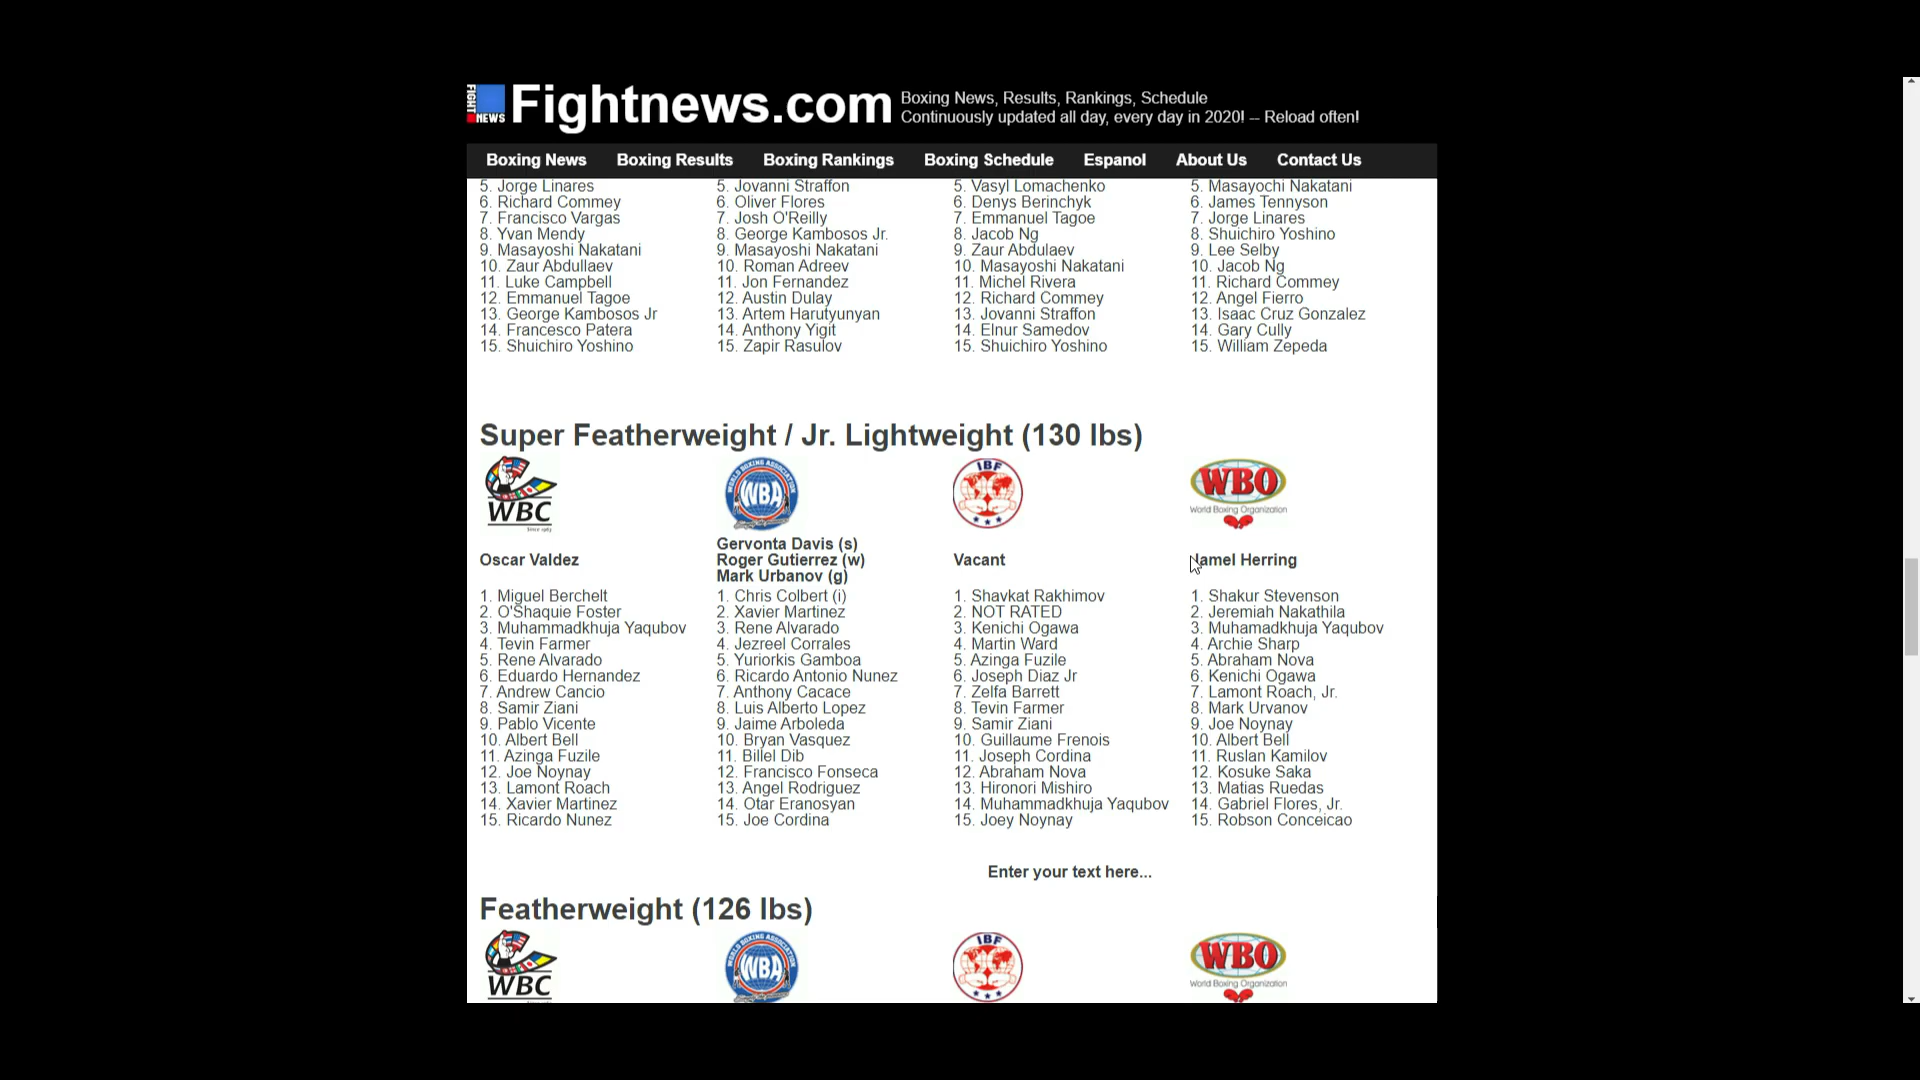 FIGHT NEWS
Fightnews.com
Boxing News, Results, Rankings, Schedule
Continuously updated all day, every day in 2020! -- Reload often!
Boxing News Boxing Results Boxing Rankings Boxing Schedule Espanol About Us Contact Us
5. Jorge Linares
6. Richard Commey
7. Francisco Vargas
8. Yvan Mendy
9. Masayoshi Nakatani
10. Zaur Abdullaev
11. Luke Campbell
12. Emmanuel Tagoe
13. George Kambosos Jr
14. Francesco Patera
15. Shuichiro Yoshino
5. Jovanni Straffon
6. Oliver Flores
7. Josh O'Reilly
8. George Kambosos Jr.
9. Masayoshi Nakatani
10. Roman Adreev
11. Jon Fernandez
12. Austin Dulay
13. Artem Harutyunyan
14. Anthony Yigit
15. Zapir Rasulov
5. Vasyl Lomachenko
6. Denys Berinchyk
7. Emmanuel Tagoe
8. Jacob Ng
9. Zaur Abdulaev
10. Masayoshi Nakatani
11. Michel Rivera
12. Richard Commey
13. Jovanni Straffon
14. Elnur Samedov
15. Shuichiro Yoshino
5. Masayochi Nakatani
6. James Tennyson
7. Jorge Linares
8. Shuichiro Yoshino
9. Lee Selby
10. Jacob Ng
11. Richard Commey
12. Angel Fierro
13. Isaac Cruz Gonzalez
14. Gary Cully
15. William Zepeda
Super Featherweight / Jr. Lightweight (130 lbs)
WBC
Since 1963
Oscar Valdez
1. Miguel Berchelt
2. O'Shaquie Foster
3. Muhammadkhuja Yaqubov
4. Tevin Farmer
5. Rene Alvarado
6. Eduardo Hernandez
7. Andrew Cancio
8. Samir Ziani
9. Pablo Vicente
10. Albert Bell
11. Azinga Fuzile
12. Joe Noynay
13. Lamont Roach
14. Xavier Martinez
15. Ricardo Nunez
WORLD BOXING ASSOCIATION
WBA
Gervonta Davis (s)
Roger Gutierrez (w)
Mark Urbanov (g)
1. Chris Colbert (i)
2. Xavier Martinez
3. Rene Alvarado
4. Jezreel Corrales
5. Yuriorkis Gamboa
6. Ricardo Antonio Nunez
7. Anthony Cacace
8. Luis Alberto Lopez
9. Jaime Arboleda
10. Bryan Vasquez
11. Billel Dib
12. Francisco Fonseca
13. Angel Rodriguez
14. Otar Eranosyan
15. Joe Cordina
IBF
Vacant
1. Shavkat Rakhimov
2. NOT RATED
3. Kenichi Ogawa
4. Martin Ward
5. Azinga Fuzile
6. Joseph Diaz Jr
7. Zelfa Barrett
8. Tevin Farmer
9. Samir Ziani
10. Guillaume Frenois
11. Joseph Cordina
12. Abraham Nova
13. Hironori Mishiro
14. Muhammadkhuja Yaqubov
15. Joey Noynay
WBO
World Boxing Organization
Jamel Herring
1. Shakur Stevenson
2. Jeremiah Nakathila
3. Muhamadkhuja Yaqubov
4. Archie Sharp
5. Abraham Nova
6. Kenichi Ogawa
7. Lamont Roach, Jr.
8. Mark Urvanov
9. Joe Noynay
10. Albert Bell
11. Ruslan Kamilov
12. Kosuke Saka
13. Matias Ruedas
14. Gabriel Flores, Jr.
15. Robson Conceicao
Enter your text here...
Featherweight (126 lbs)
WBC
WORLD BOXING ASSOCIATION
WBA
IBF
WBO
World Boxing Organization